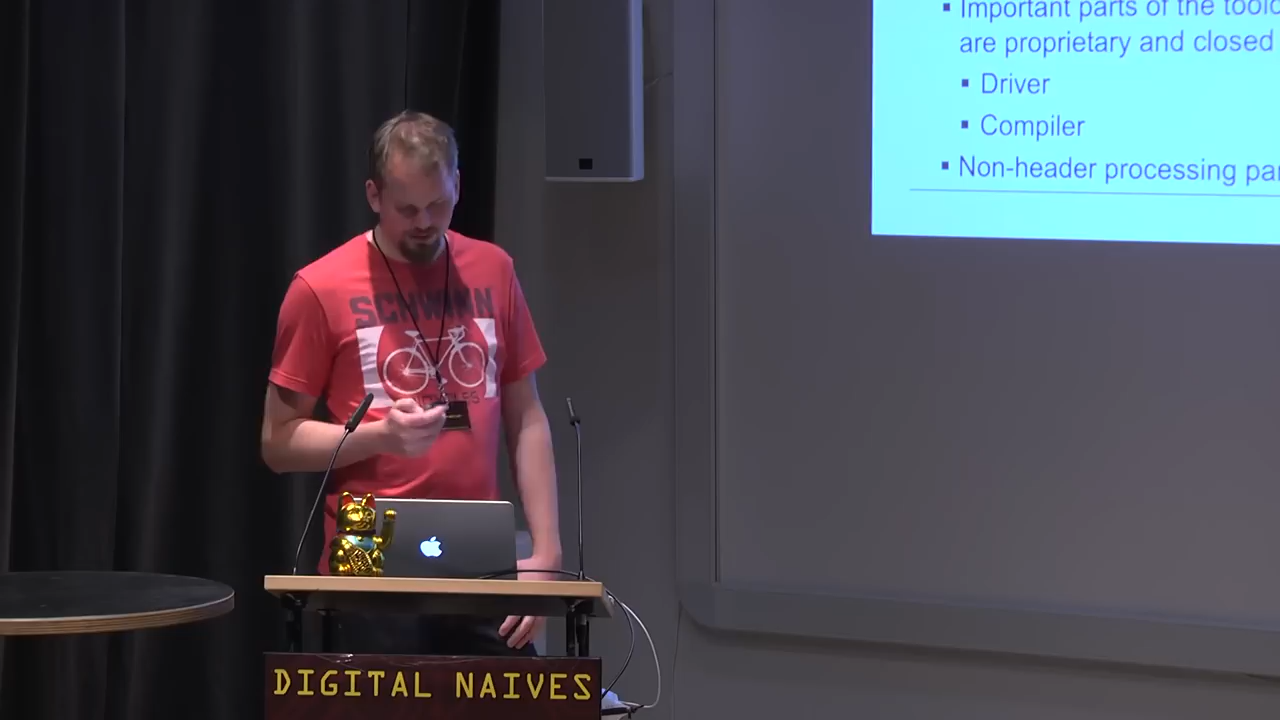 Important parts of the
are proprietary and closed
▪ Driver
▪ Compiler
▪ Non-header processing
SCHWINN
DIGITAL NAIVES